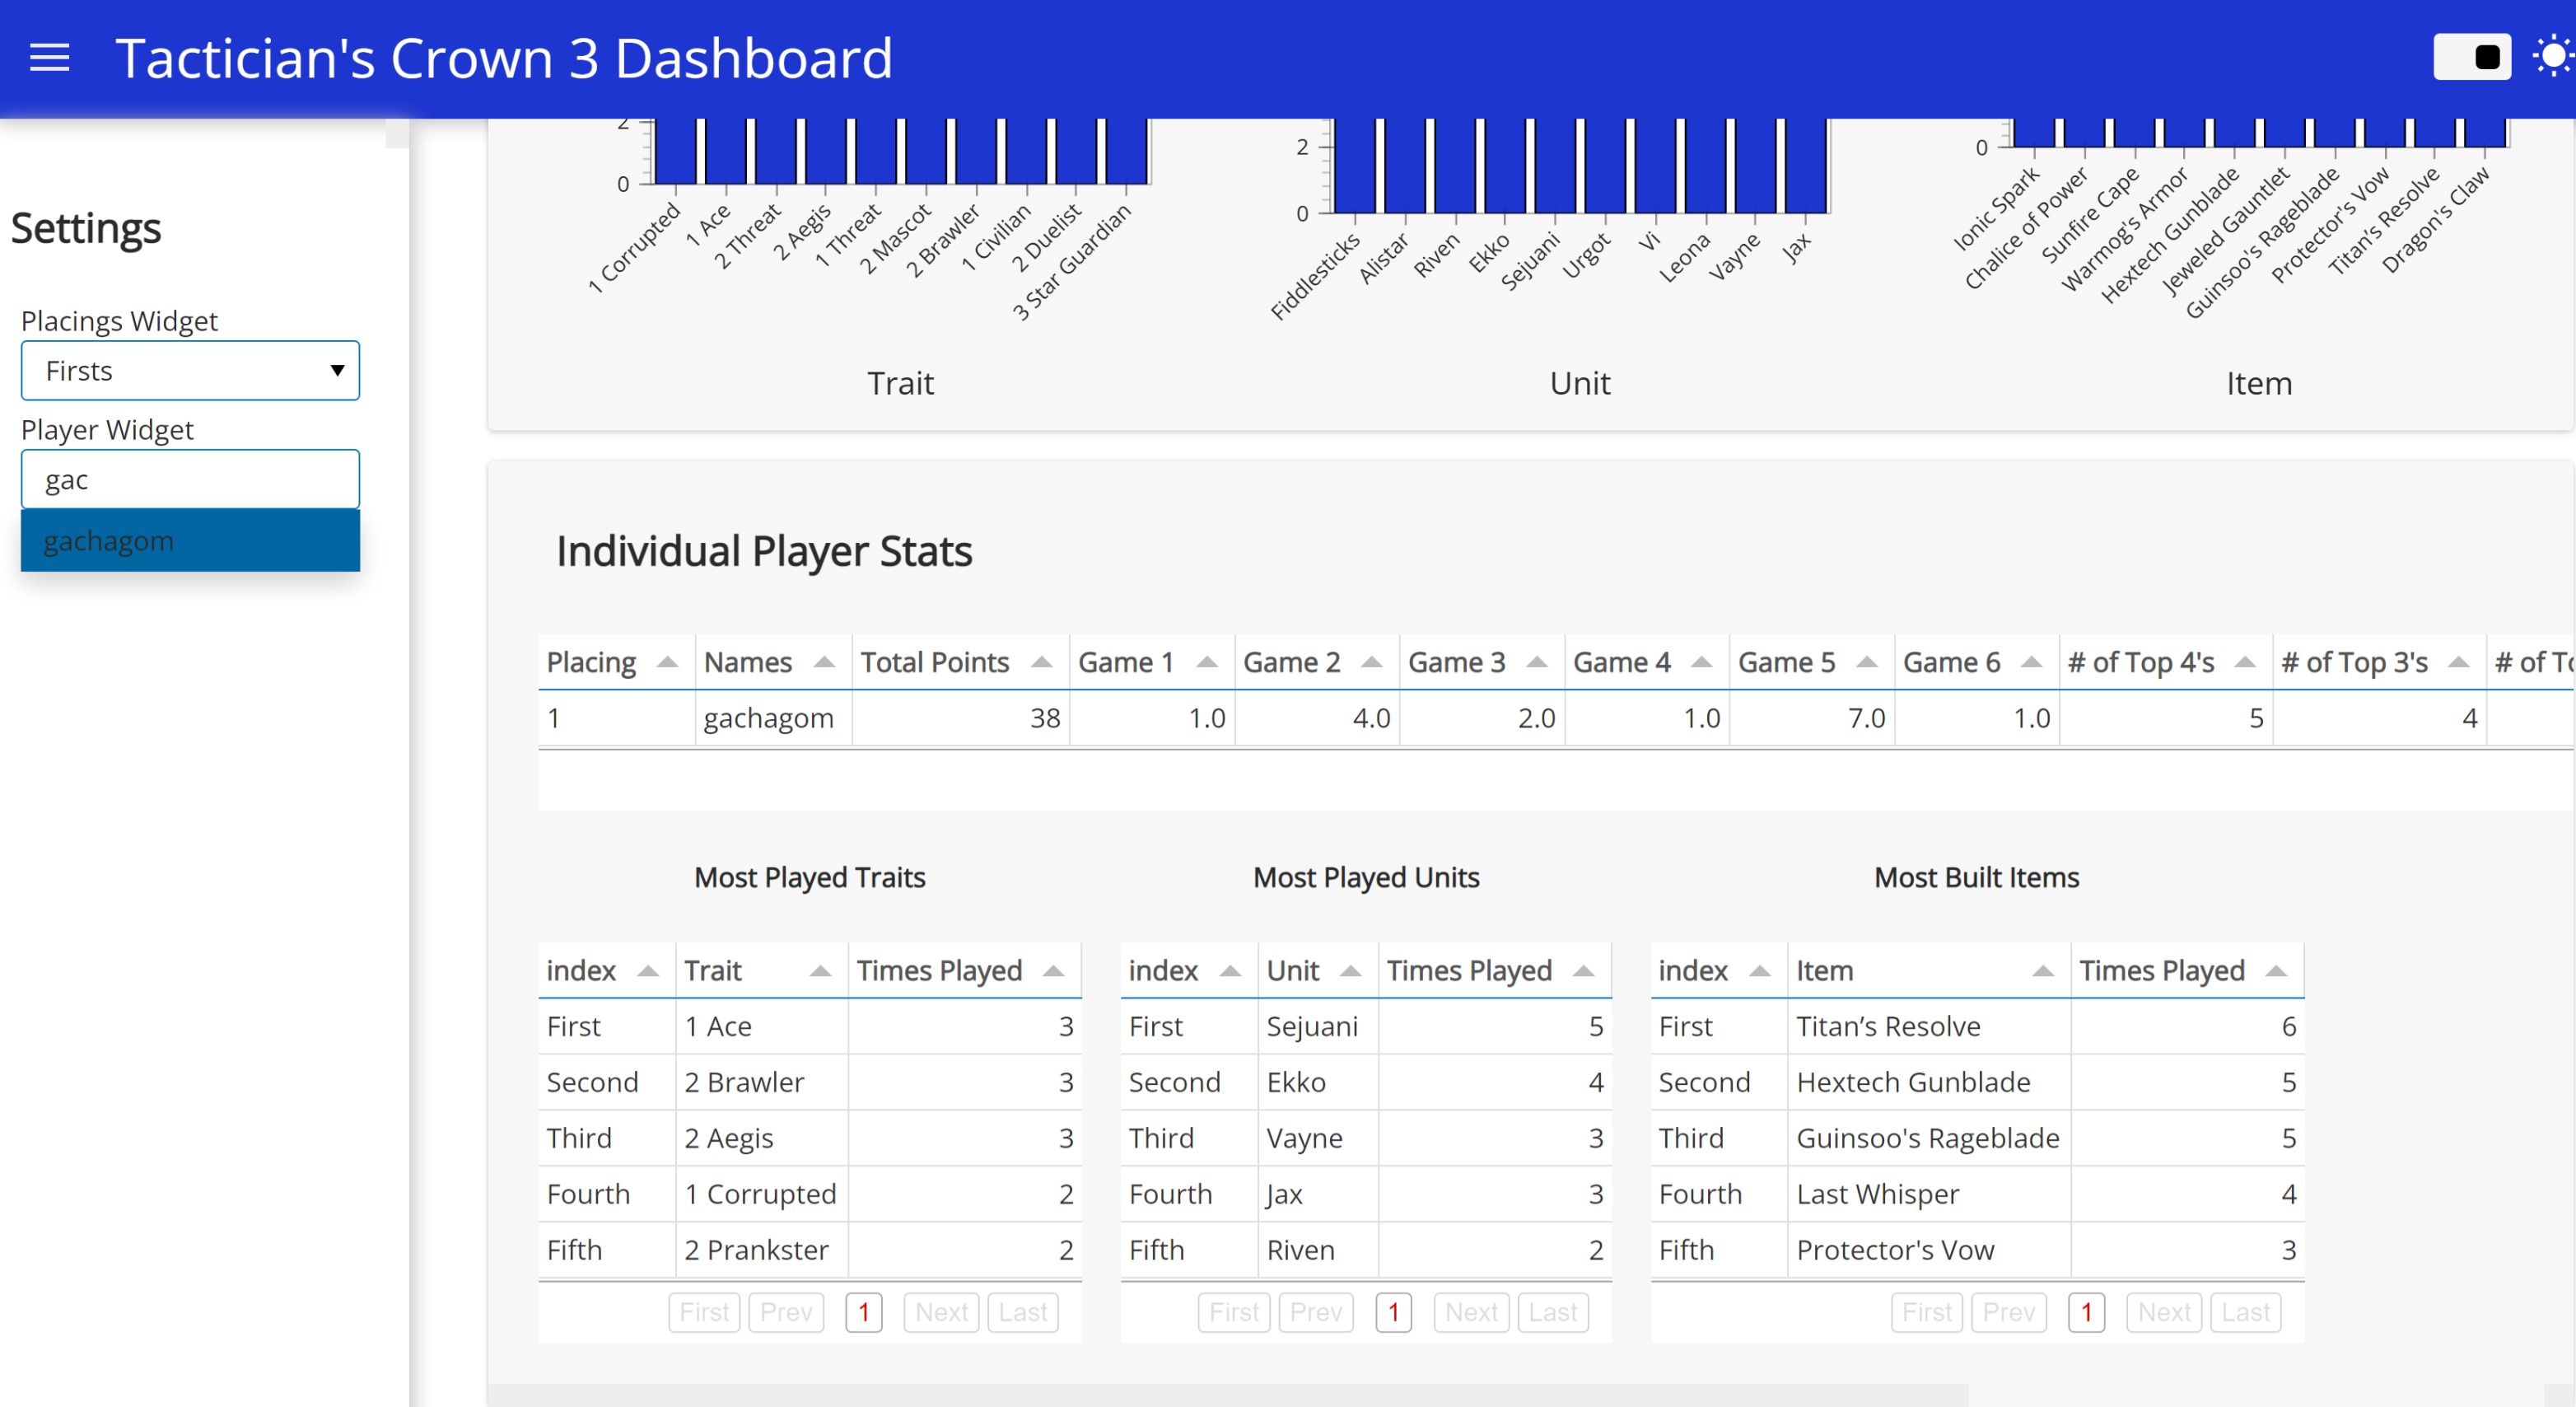 Tactician's Crown 3 Dashboard
Settings
Placings Widget
Firsts
Player Widget
gac
gachagom
2
0
1 Corrupted
1 Ace
2 Threat
2 Aegis
1 Threat
2 Mascot
2 Brawler
1 Civilian
2 Duelist
3 Star Guardian
Trait
2
0
Fiddlesticks
Alistar
Riven
Ekko
Sejuani
Urgot
Vi
Leona
Vayne
Jax
Unit
0
Ionic Spark
Chalice of Power
Sunfire Cape
Warmog's Armor
Hextech Gunblade
Jeweled Gauntlet
Guinsoo's Rageblade
Protector's Vow
Titan's Resolve
Dragon's Claw
Item
Individual Player Stats
Placing Names Total Points Game 1 Game 2 Game 3 Game 4 Game 5 Game 6 # of Top 4's # of Top 3's # of
1 gachagom 38 1.0 4.0 2.0 1.0 7.0 1.0 5 4
Most Played Traits
index Trait Times Played
First 1 Ace 3
Second 2 Brawler 3
Third 2 Aegis 3
Fourth 1 Corrupted 2
Fifth 2 Prankster 2
First Prev 1 Next Last
Most Played Units
index Unit Times Played
First Sejuani 5
Second Ekko 4
Third Vayne 3
Fourth Jax 3
Fifth Riven 2
First Prev 1 Next Last
Most Built Items
index Item Times Played
First Titan’s Resolve 6
Second Hextech Gunblade 5
Third Guinsoo's Rageblade 5
Fourth Last Whisper 4
Fifth Protector's Vow 3
First Prev 1 Next Last